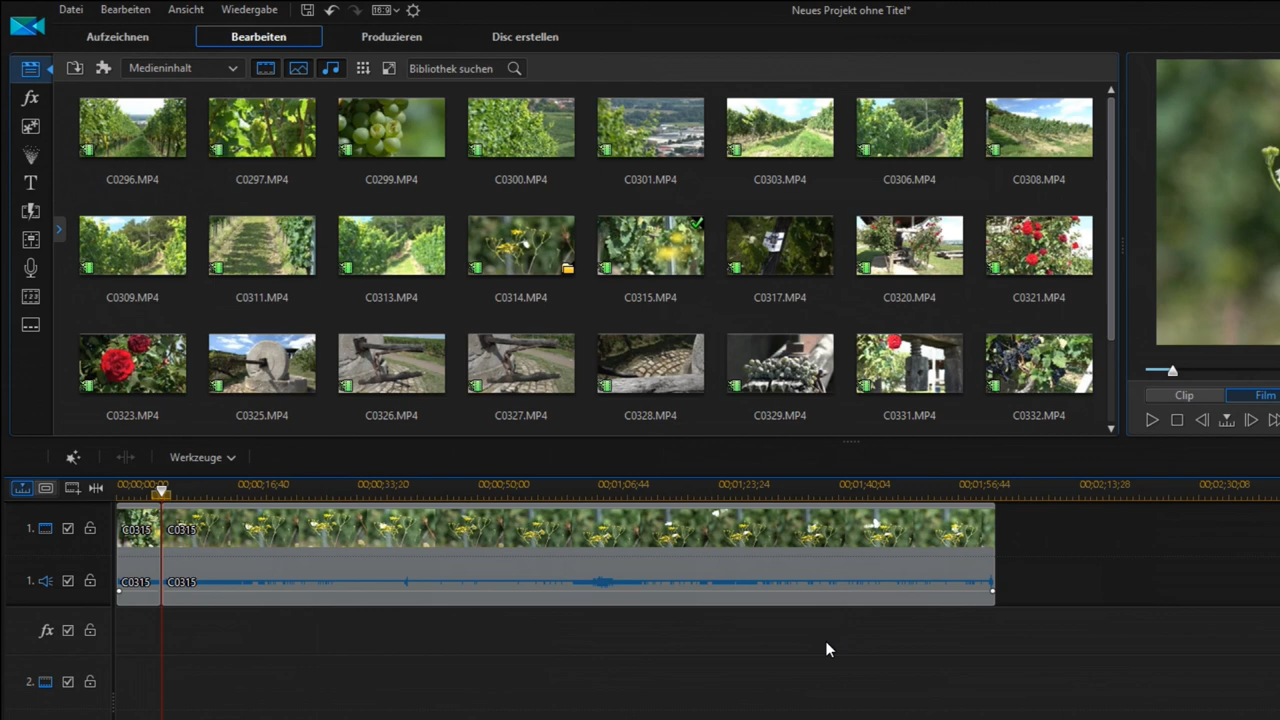 Datei Bearbeiten Ansicht Wiedergabe 16:9 Neues Projekt ohne Titel*
Aufzeichnen Bearbeiten Produzieren Disc erstellen
Medieninhalt Bibliothek suchen
fx
T
C0296.MP4 C0297.MP4 C0299.MP4 C0300.MP4 C0301.MP4 C0303.MP4 C0306.MP4 C0308.MP4
C0309.MP4 C0311.MP4 C0313.MP4 C0314.MP4 C0315.MP4 C0317.MP4 C0320.MP4 C0321.MP4
C0323.MP4 C0325.MP4 C0326.MP4 C0327.MP4 C0328.MP4 C0329.MP4 C0331.MP4 C0332.MP4
Clip Film
Werkzeuge
00;00;16;40 00;00;33;20 00;00;50;00 00;01;06;44 00;01;23;24 00;01;40;04 00;01;56;44 00;02;13;28 00;02;30;08
1. C0315 C0315
1. C0315 C0315
fx
2.